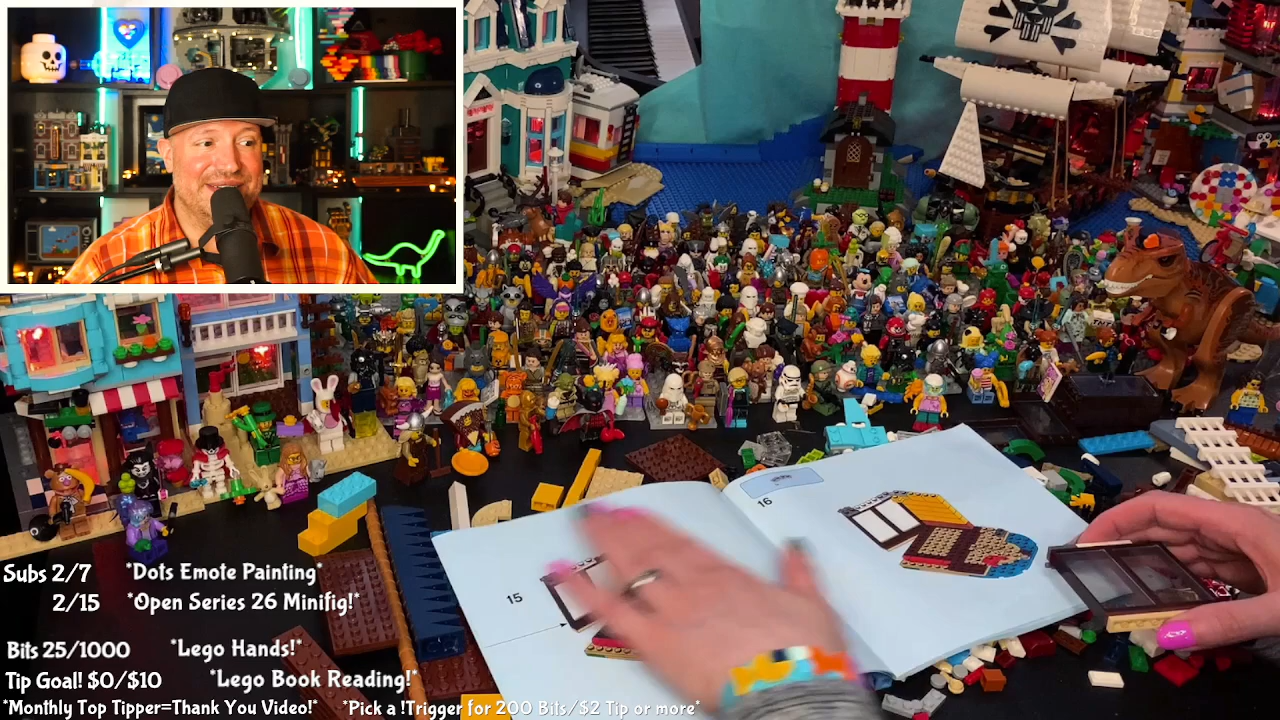 16
15
Subs 2/7 *Dots Emote Painting*
2/15 *Open Series 26 Minifig!*
Bits 25/1000 *Lego Hands!*
Tip Goal! $0/$10 *Lego Book Reading!*
*Monthly Top Tipper=Thank You Video!* *Pick a !Trigger for 200 Bits/$2 Tip or more*